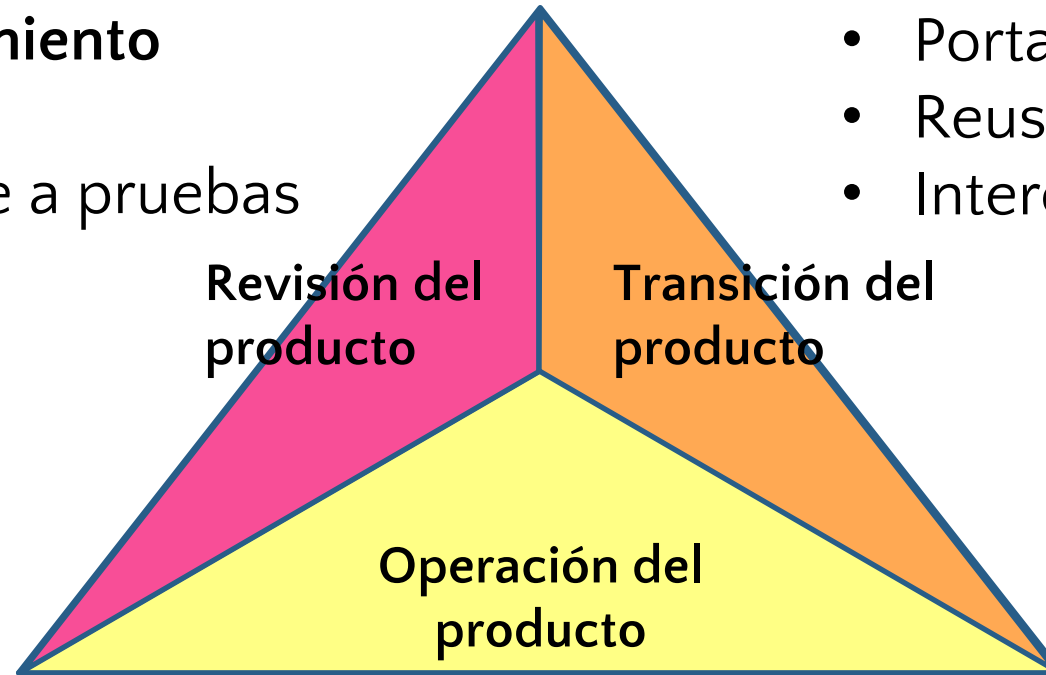 miento
e a pruebas
• Porta
• Reus
• Inter
Revisión del
producto
Transición del
producto
Operación del
producto